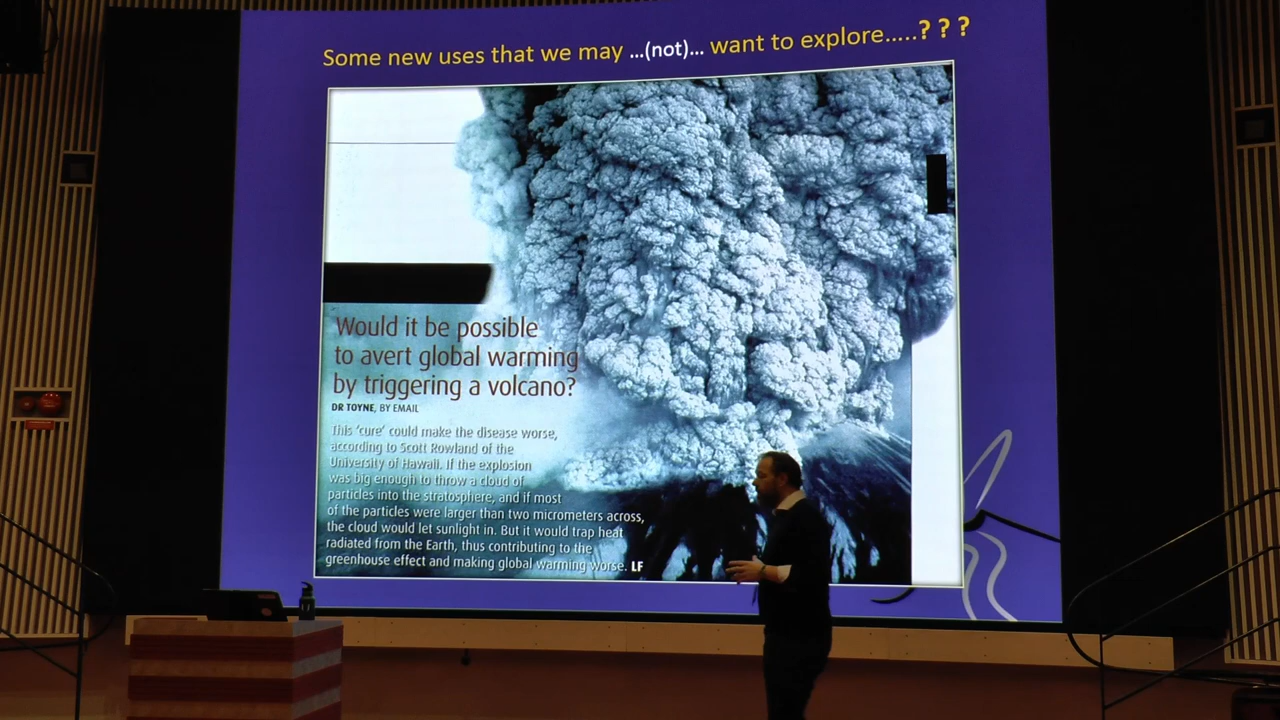 Some new uses that we may ...(not)... want to explore.....? ? ?
Would it be possible
to avert global warming
by triggering a volcano?
DR TOYNE, BY EMAIL
This 'cure' could make the disease worse,
according to Scott Rowland of the
University of Hawaii. If the explosion
was big enough to throw a cloud of
particles into the stratosphere, and if most
of the particles were larger than two micrometers across,
the cloud would let sunlight in. But it would trap heat
radiated from the Earth, thus contributing to the
greenhouse effect and making global warming worse. LF